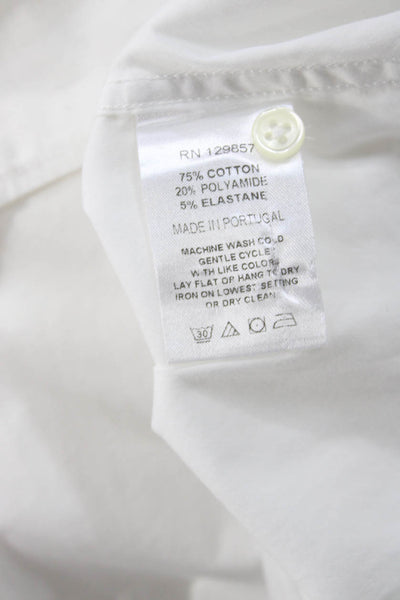 RN 129857
75% COTTON
20% POLYAMIDE
5% ELASTANE
MADE IN PORTUGAL
MACHINE WASH COLD
GENTLE CYCLE
WITH LIKE COLORS
LAY FLAT OR HANG TO DRY
IRON ON LOWEST SETTING
OR DRY CLEAN
30